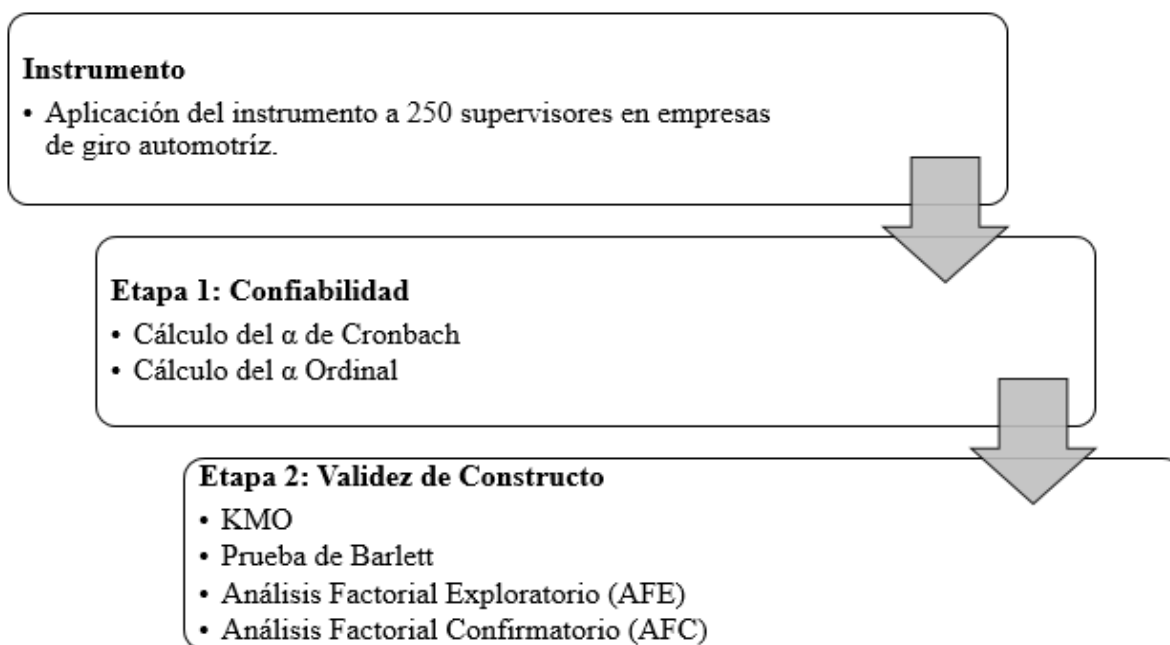 Instrumento
• Aplicación del instrumento a 250 supervisores en empresas
de giro automotríz.
Etapa 1: Confiabilidad
• Cálculo del α de Cronbach
• Cálculo del α Ordinal
Etapa 2: Validez de Constructo
• KMO
• Prueba de Barlett
• Análisis Factorial Exploratorio (AFE)
• Análisis Factorial Confirmatorio (AFC)